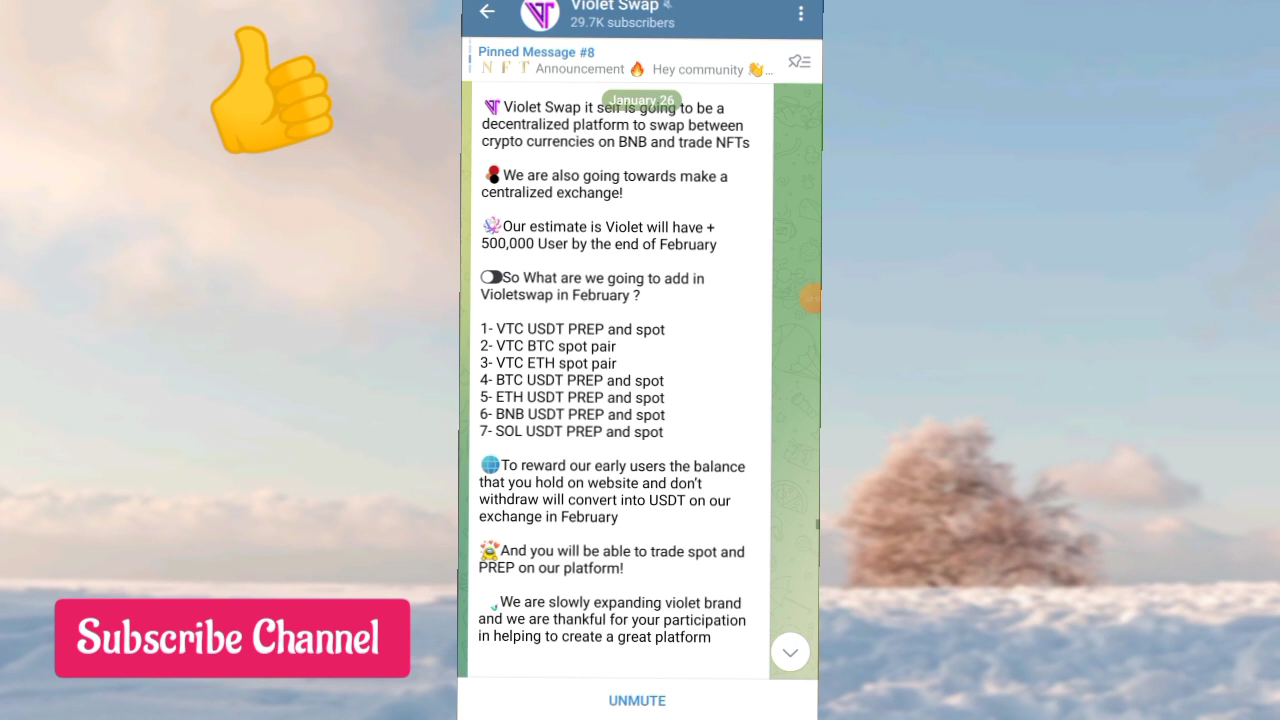 Violet Swap
29.7K subscribers
Pinned Message #8
N F T Announcement 🔥 Hey community 👋...
January 26
Violet Swap it self is going to be a
decentralized platform to swap between
crypto currencies on BNB and trade NFTs
We are also going towards make a
centralized exchange!
Our estimate is Violet will have +
500,000 User by the end of February
So What are we going to add in
Violetswap in February ?
1- VTC USDT PREP and spot
2- VTC BTC spot pair
3- VTC ETH spot pair
4- BTC USDT PREP and spot
5- ETH USDT PREP and spot
6- BNB USDT PREP and spot
7- SOL USDT PREP and spot
To reward our early users the balance
that you hold on website and don't
withdraw will convert into USDT on our
exchange in February
And you will be able to trade spot and
PREP on our platform!
We are slowly expanding violet brand
and we are thankful for your participation
in helping to create a great platform
UNMUTE
Subscribe Channel